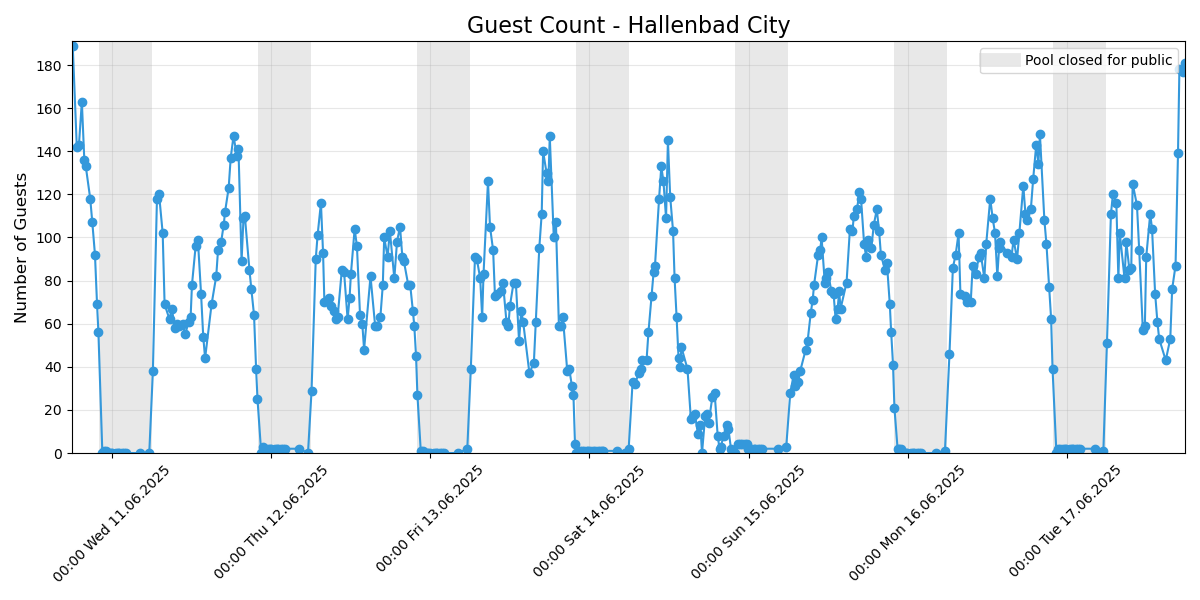 Guest Count - Hallenbad City
Pool closed for public
Number of Guests
180
160
140
120
100
80
60
40
20
0
00:00 Wed 11.06.2025
00:00 Thu 12.06.2025
00:00 Fri 13.06.2025
00:00 Sat 14.06.2025
00:00 Sun 15.06.2025
00:00 Mon 16.06.2025
00:00 Tue 17.06.2025